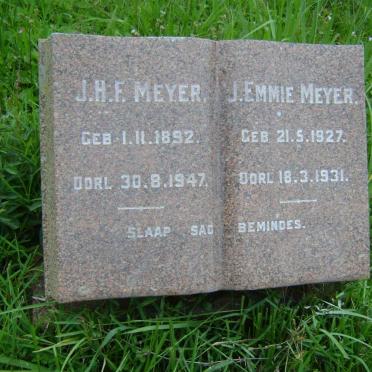 J.H.F. MEYER.
GEB 1.11.1892.
OORL 30.8.1947.
J. EMMIE MEYER.
GEB 21.5.1927.
OORL 18.3.1931.
SLAAP SAG BEMINDES.